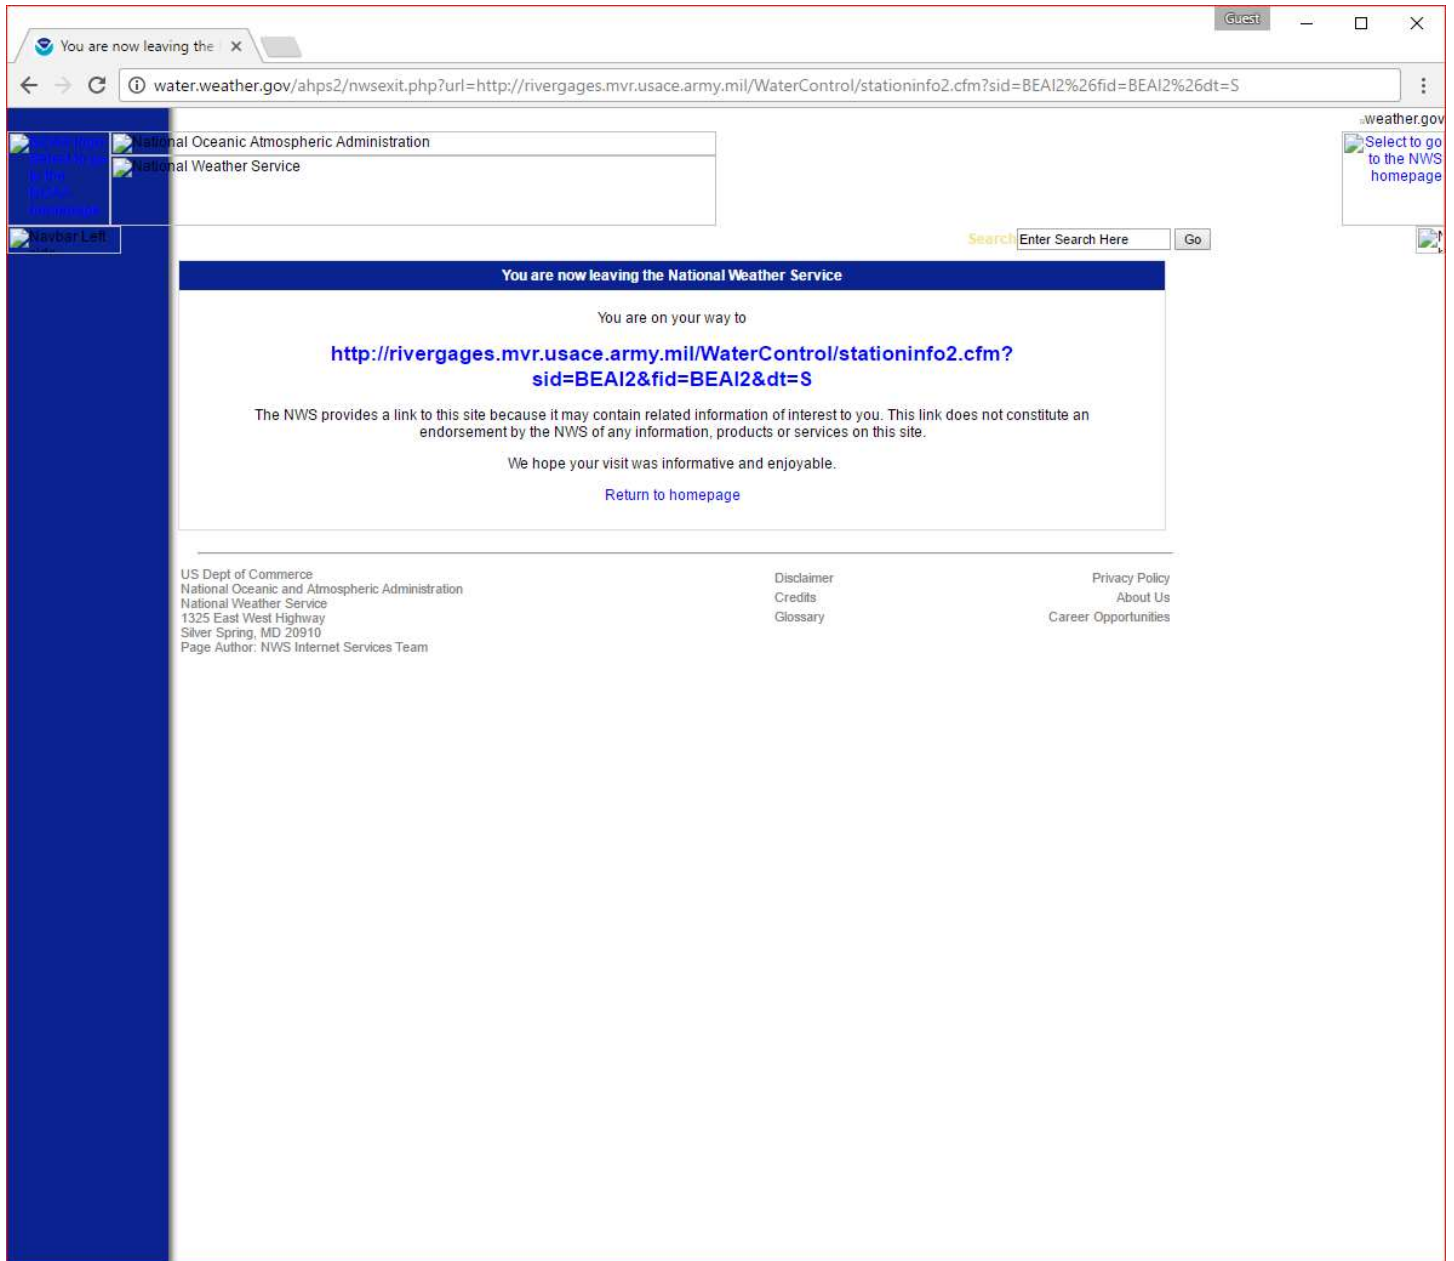 Guest
You are now leaving the
water.weather.gov/ahps2/nwsexit.php?url=http://rivergages.mvr.usace.army.mil/WaterControl/stationinfo2.cfm?sid=BEAI2%26fid=BEAI2%26dt=S
weather.gov
National Oceanic Atmospheric Administration
National Weather Service
Select to go
to the NWS
homepage
Navbar Left
Search Enter Search Here Go
You are now leaving the National Weather Service
You are on your way to
http://rivergages.mvr.usace.army.mil/WaterControl/stationinfo2.cfm?
sid=BEAI2&fid=BEAI2&dt=S
The NWS provides a link to this site because it may contain related information of interest to you. This link does not constitute an
endorsement by the NWS of any information, products or services on this site.
We hope your visit was informative and enjoyable.
Return to homepage
US Dept of Commerce
National Oceanic and Atmospheric Administration
National Weather Service
1325 East West Highway
Silver Spring, MD 20910
Page Author: NWS Internet Services Team
Disclaimer
Credits
Glossary
Privacy Policy
About Us
Career Opportunities